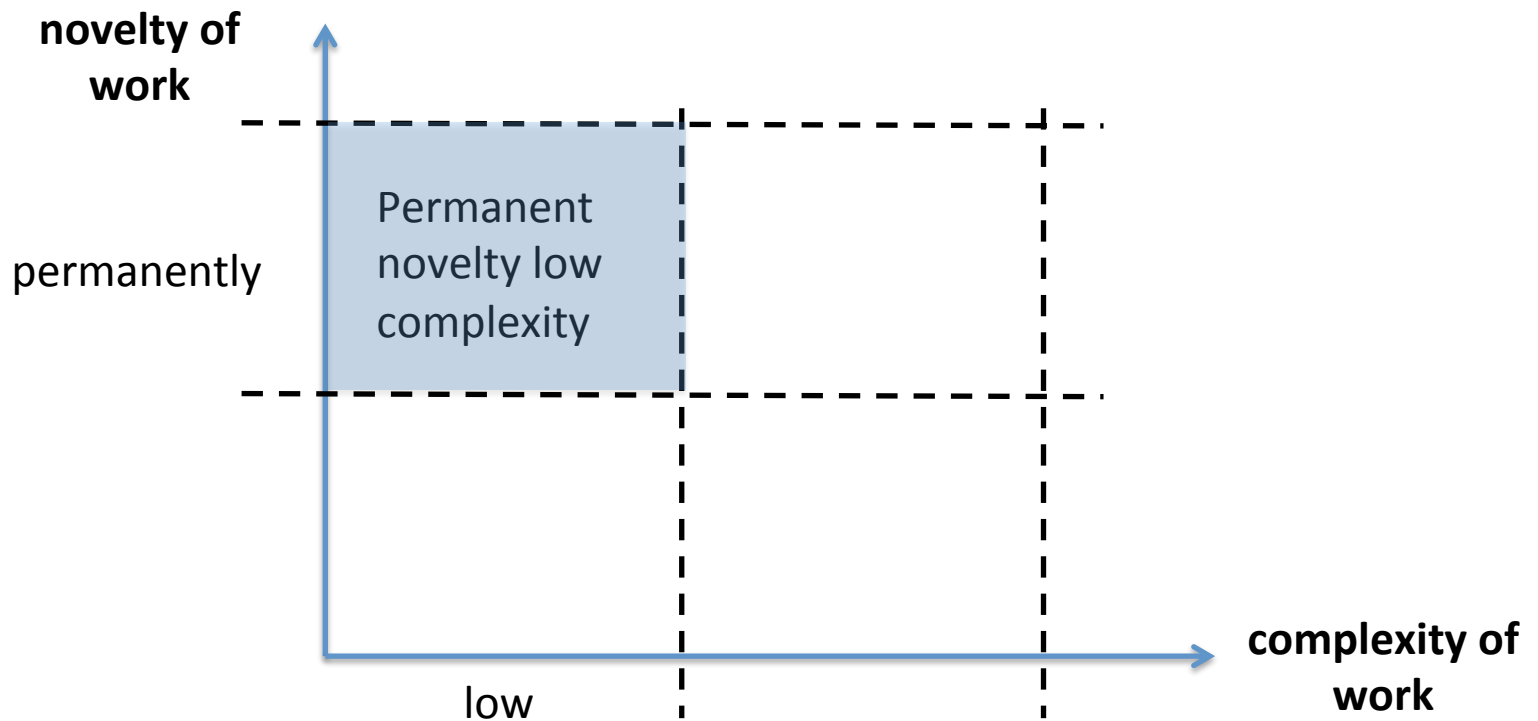 novelty of
work
permanently
Permanent
novelty low
complexity
low
complexity of
work